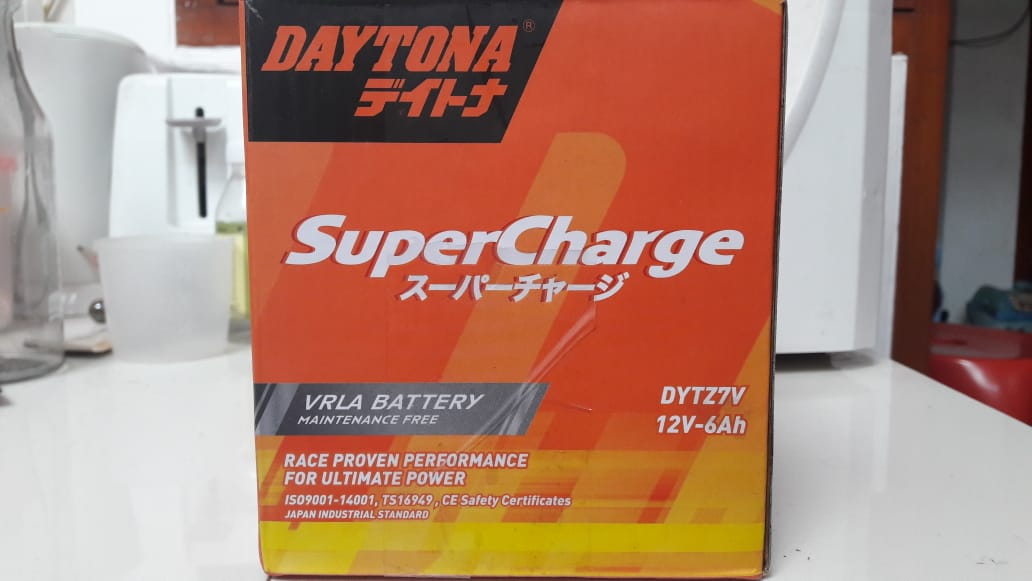 DAYTONA®
デイトナ
SuperCharge
スーパーチャージ
VRLA BATTERY
MAINTENANCE FREE
DYTZ7V
12V-6Ah
RACE PROVEN PERFORMANCE
FOR ULTIMATE POWER
ISO9001-14001, TS16949 , CE Safety Certificates
JAPAN INDUSTRIAL STANDARD